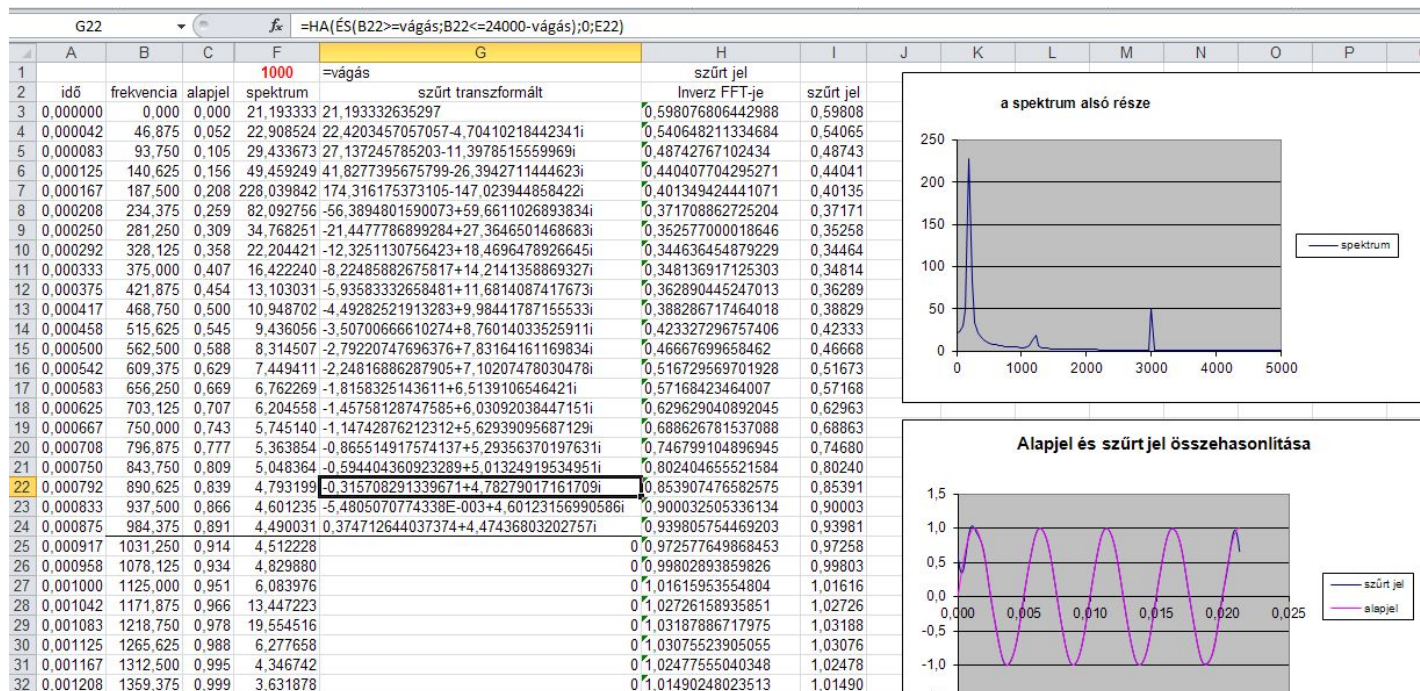 G22 fx =HA(ÉS(B22>=vágás;B22<=24000-vágás);0;E22)
A B C F G H I J K L M N O P
1 1000 =vágás szűrt jel
2 idő frekvencia alapjel spektrum szűrt transzformált Inverz FFT-je szűrt jel
3 0,000000 0,000 0,000 21,193333 21,193332635297 0,598076806442988 0,59808
4 0,000042 46,875 0,052 22,908524 22,4203457057057-4,70410218442341i 0,540648211334684 0,54065
5 0,000083 93,750 0,105 29,433673 27,137245785203-11,3978515559969i 0,48742767102434 0,48743
6 0,000125 140,625 0,156 49,459249 41,8277395675799-26,3942711444623i 0,440407704295271 0,44041
7 0,000167 187,500 0,208 228,039842 174,316175373105-147,023944858422i 0,401349424441071 0,40135
8 0,000208 234,375 0,259 82,092756 -56,3894801590073+59,6611026893834i 0,371708862725204 0,37171
9 0,000250 281,250 0,309 34,768251 -21,4477786899284+27,3646501468683i 0,352577000018646 0,35258
10 0,000292 328,125 0,358 22,204421 -12,3251130756423+18,4696478926645i 0,344636454879229 0,34464
11 0,000333 375,000 0,407 16,422240 -8,22485882675817+14,2141358869327i 0,348136917125303 0,34814
12 0,000375 421,875 0,454 13,103031 -5,93583332658481+11,6814087417673i 0,362890445247013 0,36289
13 0,000417 468,750 0,500 10,948702 -4,49282521913283+9,98441787155533i 0,388286717464018 0,38829
14 0,000458 515,625 0,545 9,436056 -3,50700666610274+8,76014033525911i 0,423327296757406 0,42333
15 0,000500 562,500 0,588 8,314507 -2,79220747696376+7,83164161169834i 0,46667699658462 0,46668
16 0,000542 609,375 0,629 7,449411 -2,24816886287905+7,10207478030478i 0,516729569701928 0,51673
17 0,000583 656,250 0,669 6,762269 -1,8158325143611+6,5139106546421i 0,57168423464007 0,57168
18 0,000625 703,125 0,707 6,204558 -1,45758128747585+6,03092038447151i 0,629629040892045 0,62963
19 0,000667 750,000 0,743 5,745140 -1,14742876212312+5,62939095687129i 0,688626781537088 0,68863
20 0,000708 796,875 0,777 5,363854 -0,865514917574137+5,29356370197631i 0,746799104896945 0,74680
21 0,000750 843,750 0,809 5,048364 -0,594404360923289+5,01324919534951i 0,802404655521584 0,80240
22 0,000792 890,625 0,839 4,793199 -0,315708291339671+4,78279017161709i 0,853907476582575 0,85391
23 0,000833 937,500 0,866 4,601235 -5,4805070774338E-003+4,60123156990586i 0,900032505336134 0,90003
24 0,000875 984,375 0,891 4,490031 0,374712644037374+4,47436803202757i 0,939805754469203 0,93981
25 0,000917 1031,250 0,914 4,512228 0 0,972577649868453 0,97258
26 0,000958 1078,125 0,934 4,829880 0 0,99802893859826 0,99803
27 0,001000 1125,000 0,951 6,083976 0 1,01615953554804 1,01616
28 0,001042 1171,875 0,966 13,447223 0 1,02726158935851 1,02726
29 0,001083 1218,750 0,978 19,554516 0 1,03187886717975 1,03188
30 0,001125 1265,625 0,988 6,277658 0 1,03075523905055 1,03076
31 0,001167 1312,500 0,995 4,346742 0 1,02477555040348 1,02478
32 0,001208 1359,375 0,999 3,631878 0 1,01490248023513 1,01490
a spektrum alsó része
250
200
150
100
50
0
0 1000 2000 3000 4000 5000
spektrum
Alapjel és szűrt jel összehasonlítása
1,5
1,0
0,5
0,0
-0,5
-1,0
0,000 0,005 0,010 0,015 0,020 0,025
szűrt jel
alapjel